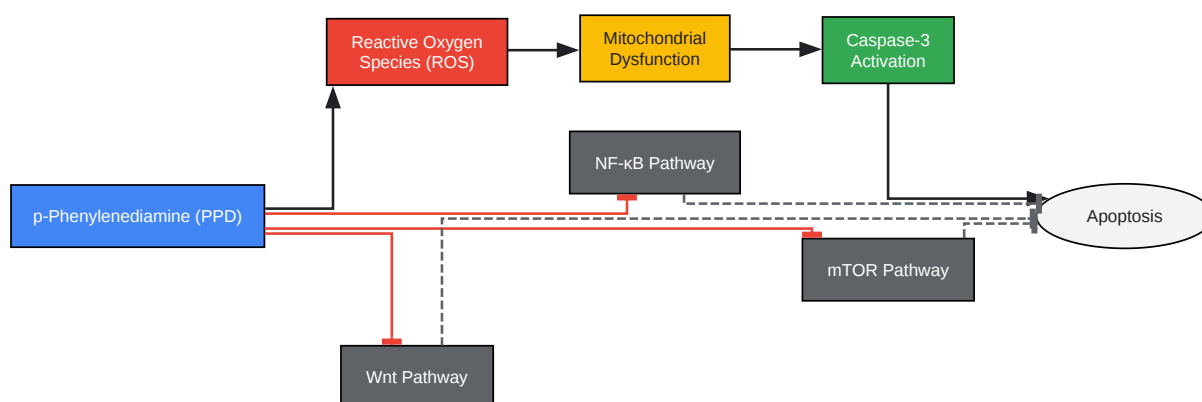 Reactive Oxygen
Species (ROS)
Mitochondrial
Dysfunction
Caspase-3
Activation
NF-κB Pathway
p-Phenylenediamine (PPD)
Apoptosis
mTOR Pathway
Wnt Pathway